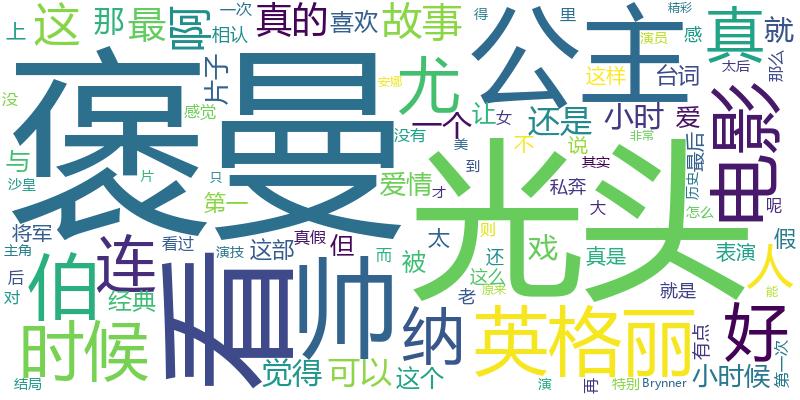 上
这
那
最
啊
一次
真的
喜欢
故事
得
里
精彩
感
演员
真
就
相认
片子
公主
褒曼
尤
这样
台词
太后
那么
电影
没
感觉
安娜
没有
一个
让
女
还是
小时
爱
与
沙皇
片
只
爱情
才
美
到
不
说
其实
非常
私奔
大
最后
历史
怎么
呢
第一
光头
将军
主角
后
对
伯
连
经典
看过
演技
真假
这部
但
而
被
太
还
则
这么
老
原来
戏
真是
就是
表演
假
人
能
时候
看
帅
纳
英格丽
好
有点
第一次
结局
觉得
可以
这个
演
再
特别
Brynner
小时候